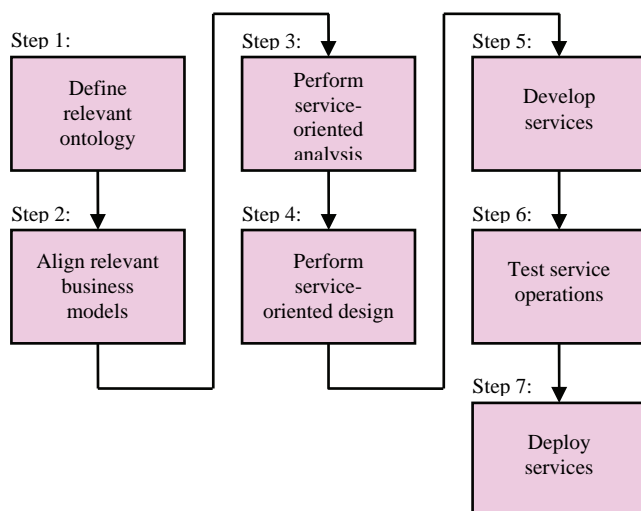 Step 1:
Define
relevant
ontology
Step 2:
Align relevant
business
models
Step 3:
Perform
service-
oriented
analysis
Step 4:
Perform
service-
oriented design
Step 5:
Develop
services
Step 6:
Test service
operations
Step 7:
Deploy
services